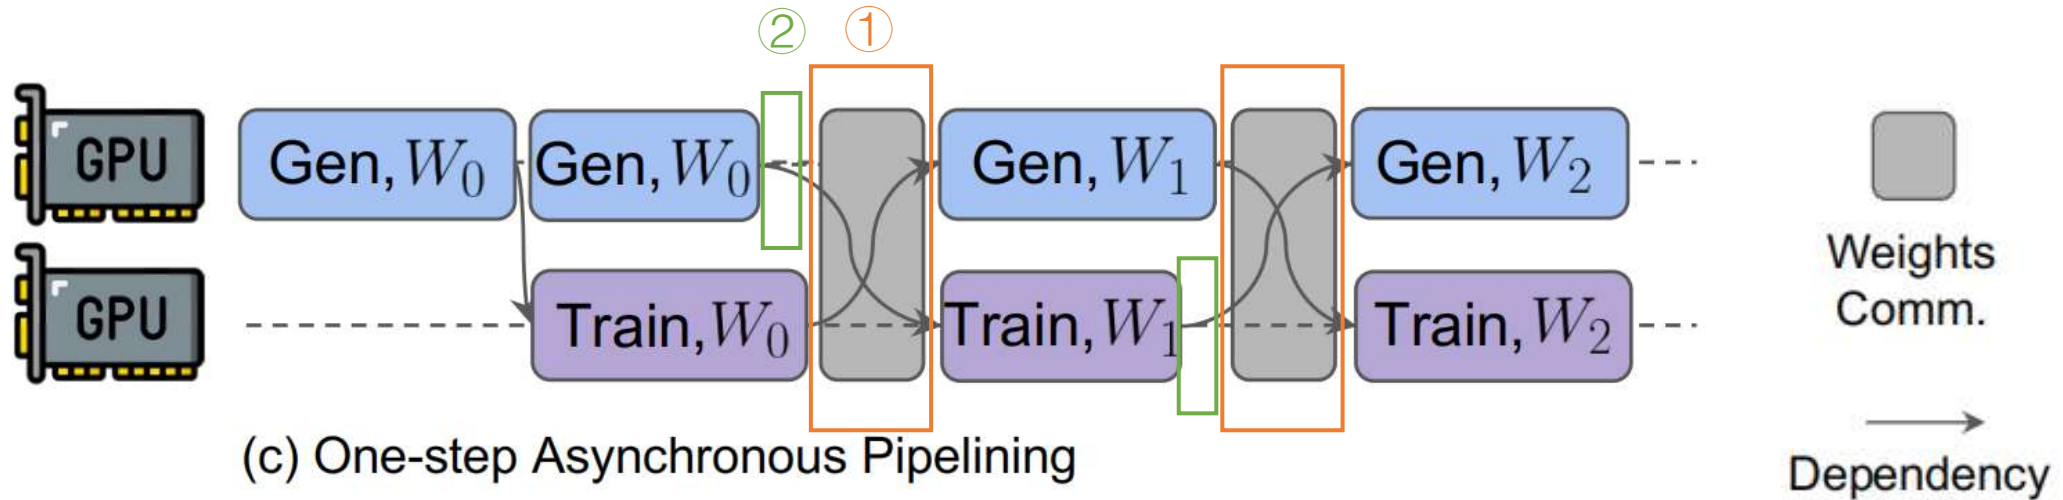 ② ①
GPU Gen, W₀ Gen, W₀ Gen, W₁ Gen, W₂
GPU Train, W₀ Train, W₁ Train, W₂
Weights
Comm.
(c) One-step Asynchronous Pipelining
Dependency